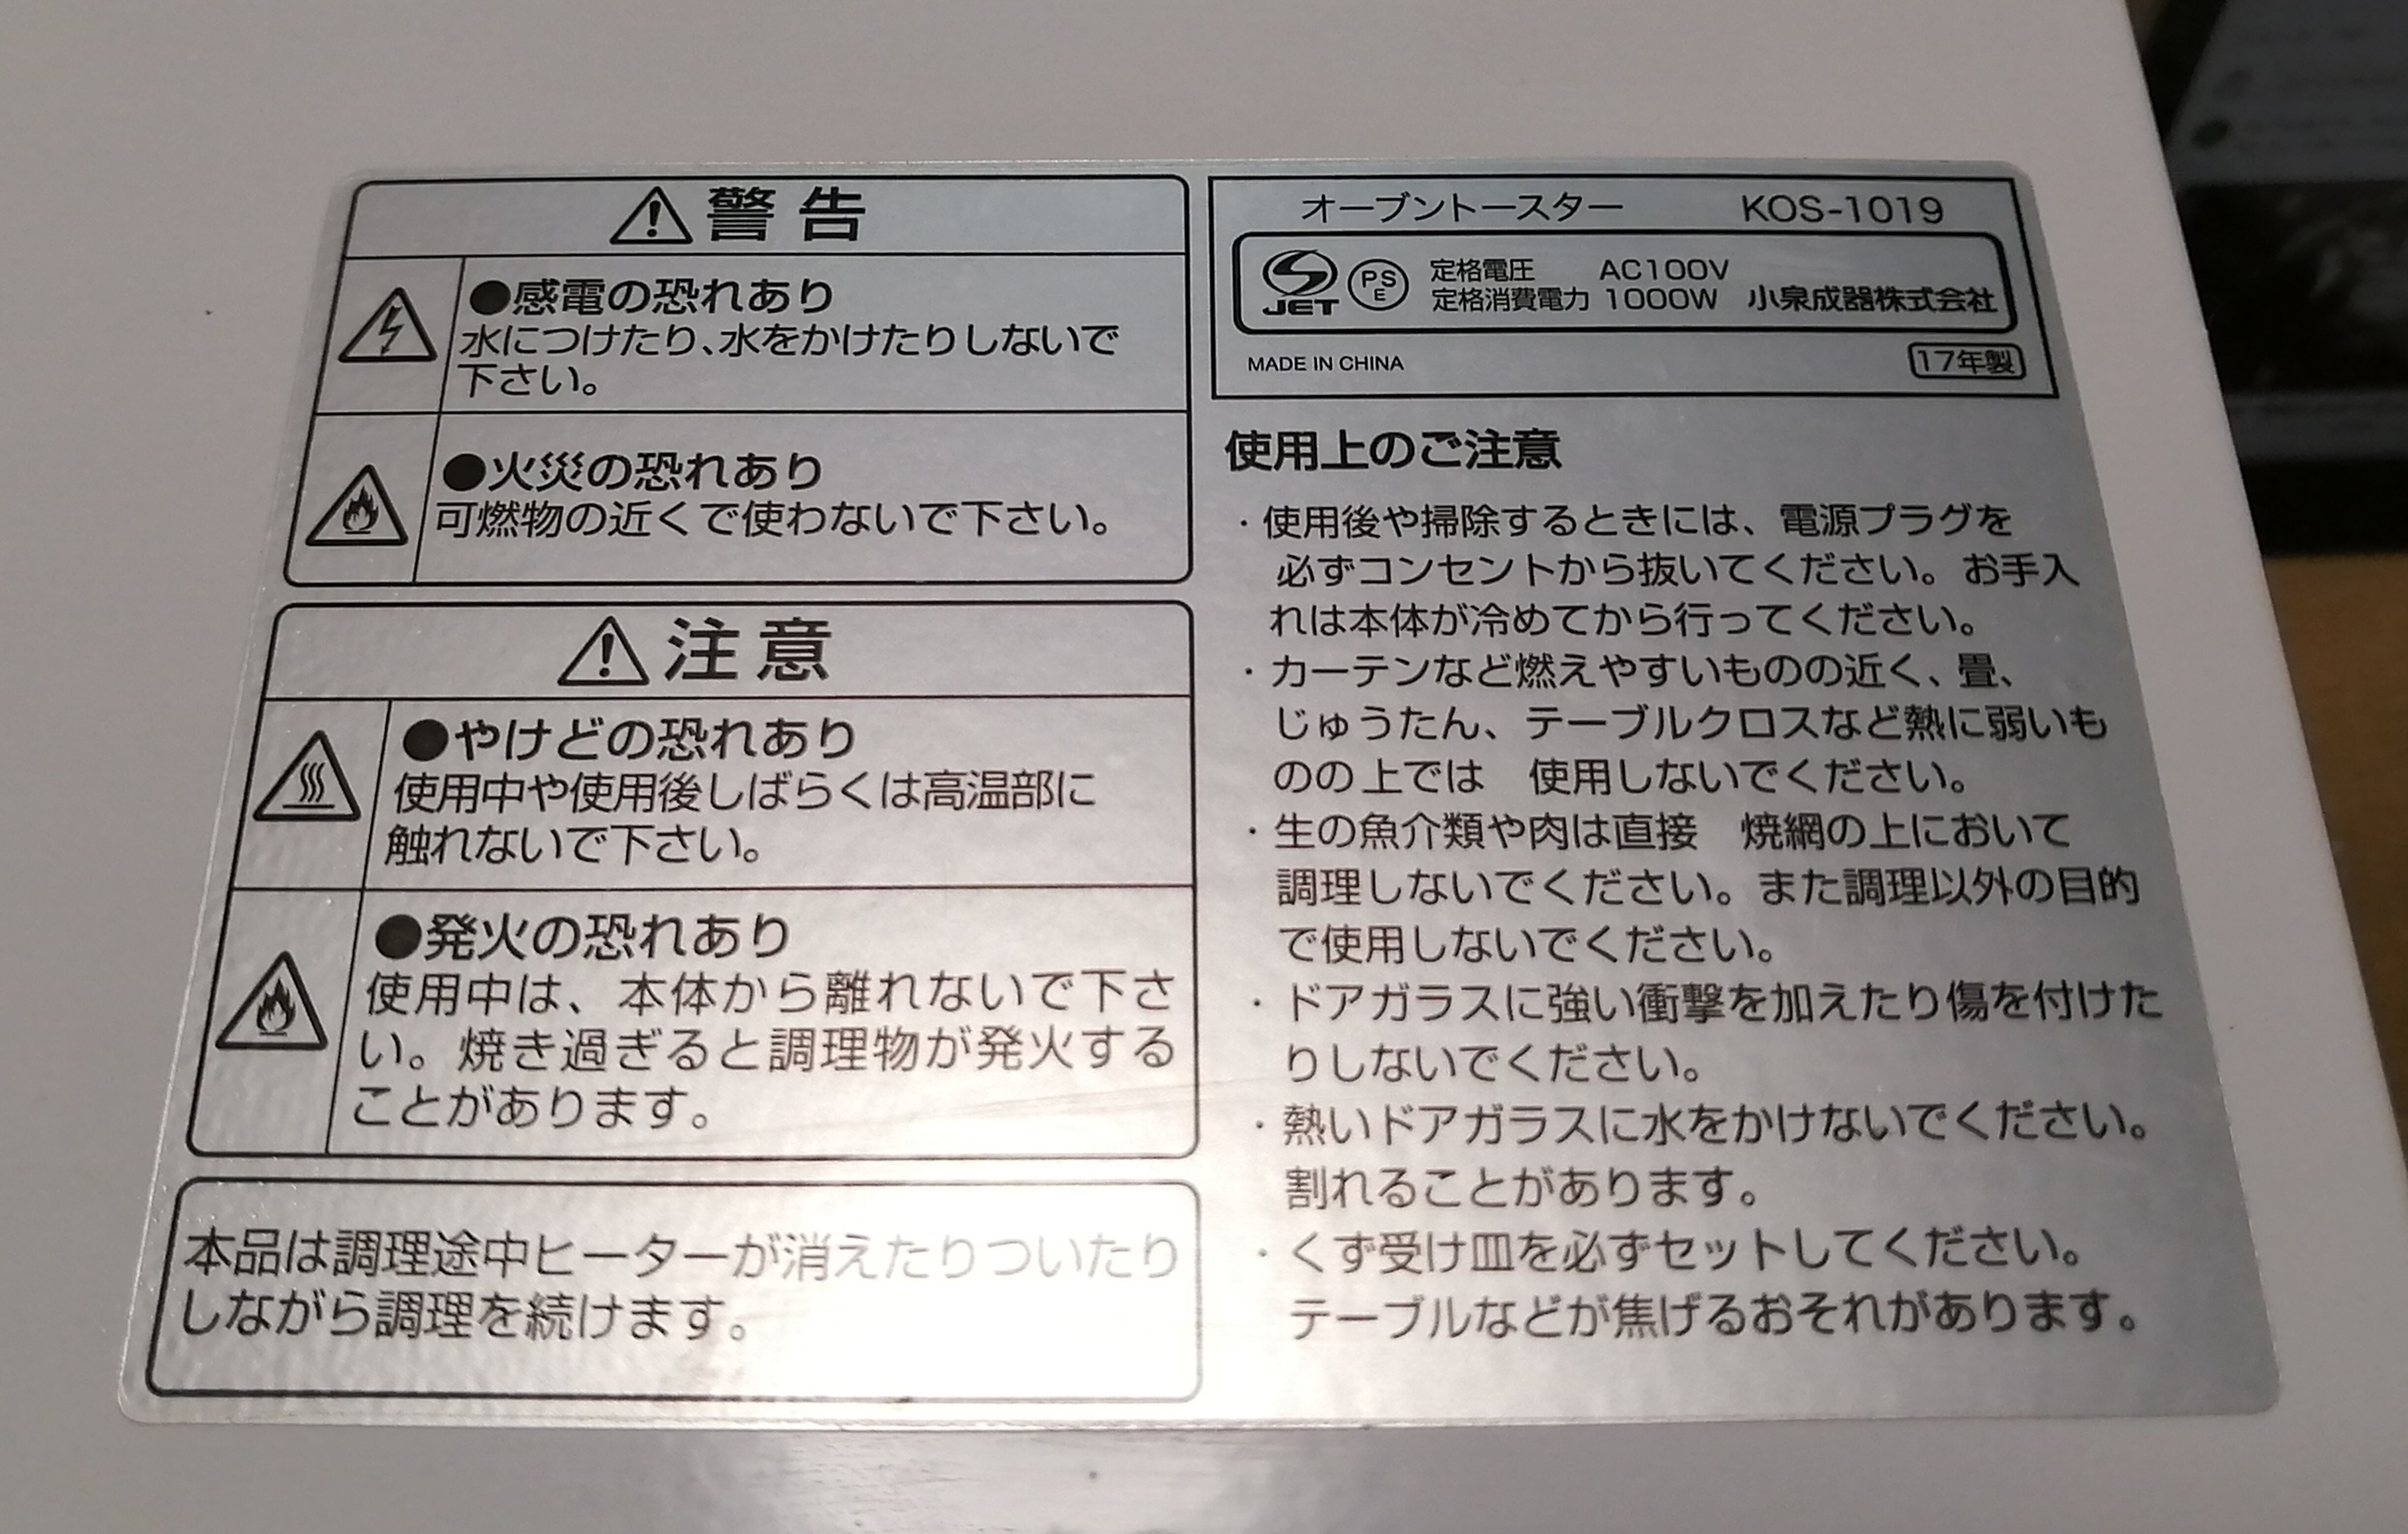 警告
●感電の恐れあり
水につけたり、水をかけたりしないで
下さい。
●火災の恐れあり
可燃物の近くで使わないで下さい。
注意
●やけどの恐れあり
使用中や使用後しばらくは高温部に
触れないで下さい。
●発火の恐れあり
使用中は、本体から離れないで下さ
い。焼き過ぎると調理物が発火する
ことがあります。
本品は調理途中ヒーターが消えたりついたり
しながら調理を続けます。
オーブントースター KOS-1019
JET PSE 定格電圧 AC100V
定格消費電力 1000W 小泉成器株式会社
MADE IN CHINA 17年製
使用上のご注意
・使用後や掃除するときには、電源プラグを
必ずコンセントから抜いてください。お手入
れは本体が冷めてから行ってください。
・カーテンなど燃えやすいものの近く、畳、
じゅうたん、テーブルクロスなど熱に弱いも
のの上では 使用しないでください。
・生の魚介類や肉は直接 焼網の上において
調理しないでください。また調理以外の目的
で使用しないでください。
・ドアガラスに強い衝撃を加えたり傷を付けた
りしないでください。
・熱いドアガラスに水をかけないでください。
割れることがあります。
・くず受け皿を必ずセットしてください。
テーブルなどが焦げるおそれがあります。